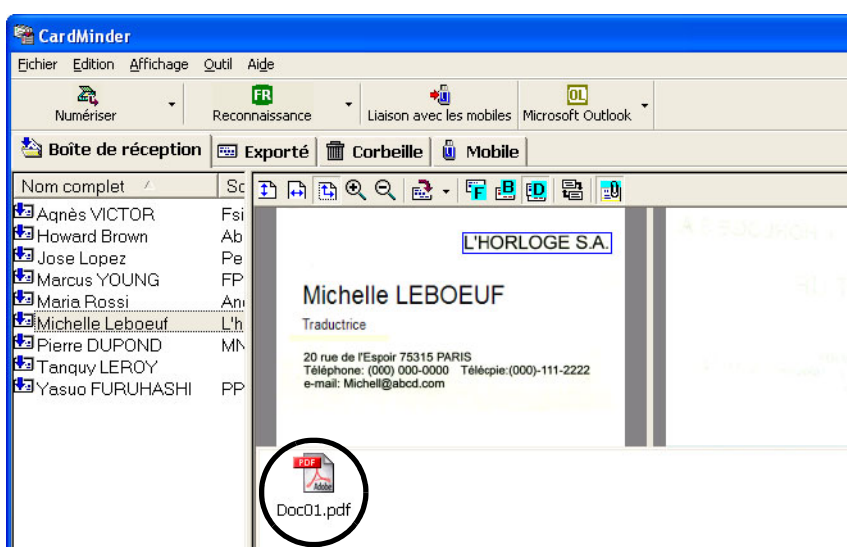 CardMinder
Fichier Edition Affichage Outil Aide
FR OL
Numériser Reconnaissance Liaison avec les mobiles Microsoft Outlook
Boîte de réception Exporté Corbeille Mobile
Nom complet Sc
F B D
Agnès VICTOR Fsi
Howard Brown Ab
Jose Lopez Pe
Marcus YOUNG FP
Maria Rossi An
Michelle Leboeuf L'h
Pierre DUPOND MN
Tanguy LEROY
Yasuo FURUHASHI PP
L'HORLOGE S.A.
Michelle LEBOEUF
Traductrice
20 rue de l'Espoir 75315 PARIS
Téléphone: (000) 000-0000 Télécpie:(000)-111-2222
e-mail: Michell@abcd.com
PDF
Adobe
Doc01.pdf